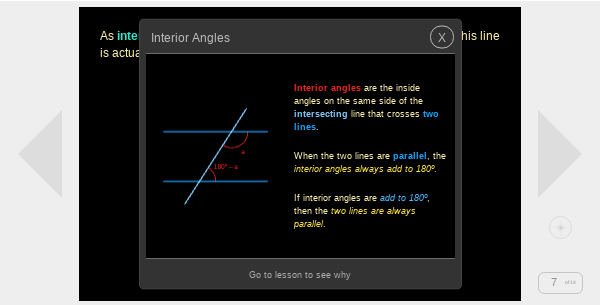 As inte
his line
is actua
Interior Angles
X
Interior angles are the inside
angles on the same side of the
intersecting line that crosses two
lines.
When the two lines are parallel, the
interior angles always add to 180º.
If interior angles are add to 180º,
then the two lines are always
parallel.
a
180° – a
Go to lesson to see why
7 of 14